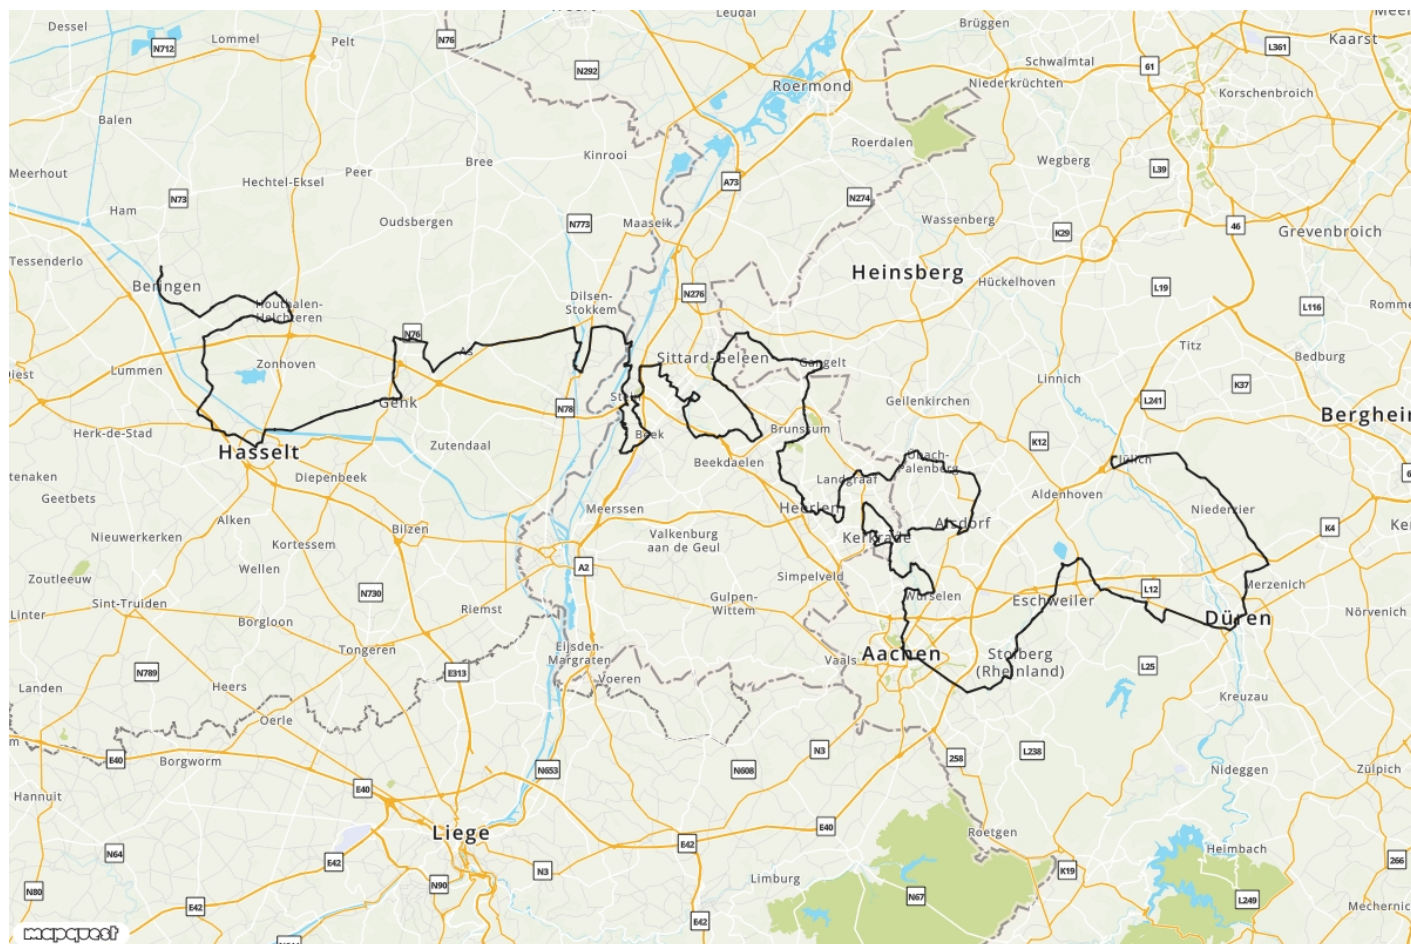 Dessel
N712
Lommel
Pelt
N76
N292
Leudal
Roermond
Brüggen
Schwalmtal
61
Niederkrüchten
L361
Kaarst
Korschenbroich
Balen
Meerhout
N73
Ham
Hechtel-Eksel
Peer
Bree
Kinrooi
Roerdalen
Wegberg
L39
A73
N274
Oudsbergen
N773
Maaseik
Wassenberg
K29
46
Grevenbroich
Tessenderlo
Beringen
Houthalen-
Helchteren
Dilsen-
Stokkem
N276
Heinsberg
Hückelhoven
L19
L116
N76
As
Zonhoven
Lummen
Sittard-Geleen
Gangelt
Titz
Bedburg
Linnich
K37
Genk
N78
Stein
Beek
Geilenkirchen
L241
Herk-de-Stad
Hasselt
Zutendaal
Brunssum
K12
Beekdaelen
Übach-
Palenberg
Jülich
Geetbets
Diepenbeek
Landgraaf
Aldenhoven
Alken
Meerssen
Heerlen
Alsdorf
Niederzier
K4
Nieuwerkerken
Kortessem
Bilzen
Valkenburg
aan de Geul
Kerkrade
A2
Zoutleeuw
Wellen
N730
Simpelveld
Merzenich
L12
Linter
Sint-Truiden
Borgloon
Riemst
Gulpen-
Wittem
Würselen
Eschweiler
Düren
Nörvenich
Tongeren
Eijsden-
Margraten
Vaals
Aachen
Stolberg
(Rheinland)
L25
N789
E313
Voeren
Landen
Heers
Kreuzau
Oerle
E40
Borgworm
N653
N608
N3
258
L238
Nideggen
Zülpich
Hannuit
E40
Liege
E40
Roetgen
N64
E42
N3
E42
Heimbach
266
N80
N90
Limburg
K19
N67
L249
E42
E42
Mechernic
mapquest